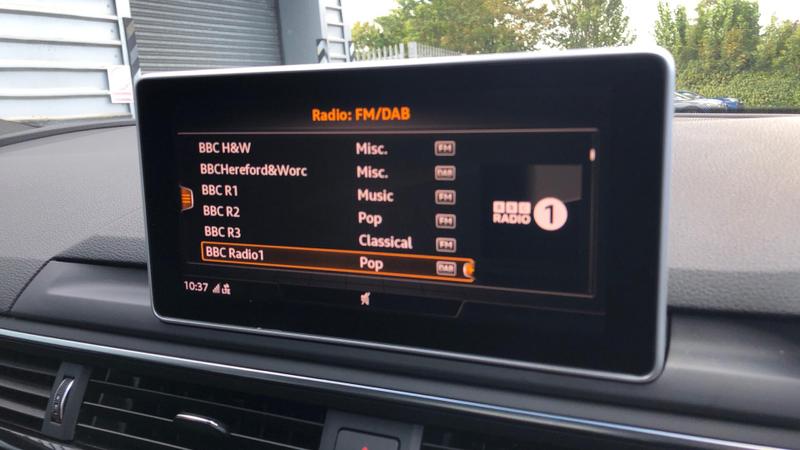 Radio: FM/DAB
BBC H&W Misc. FM
BBCHereford&Worc Misc. DAB
BBC R1 Music FM
BBC R2 Pop FM
BBC R3 Classical FM
BBC Radio1 Pop DAB
BBC
RADIO 1
10:37 LTE